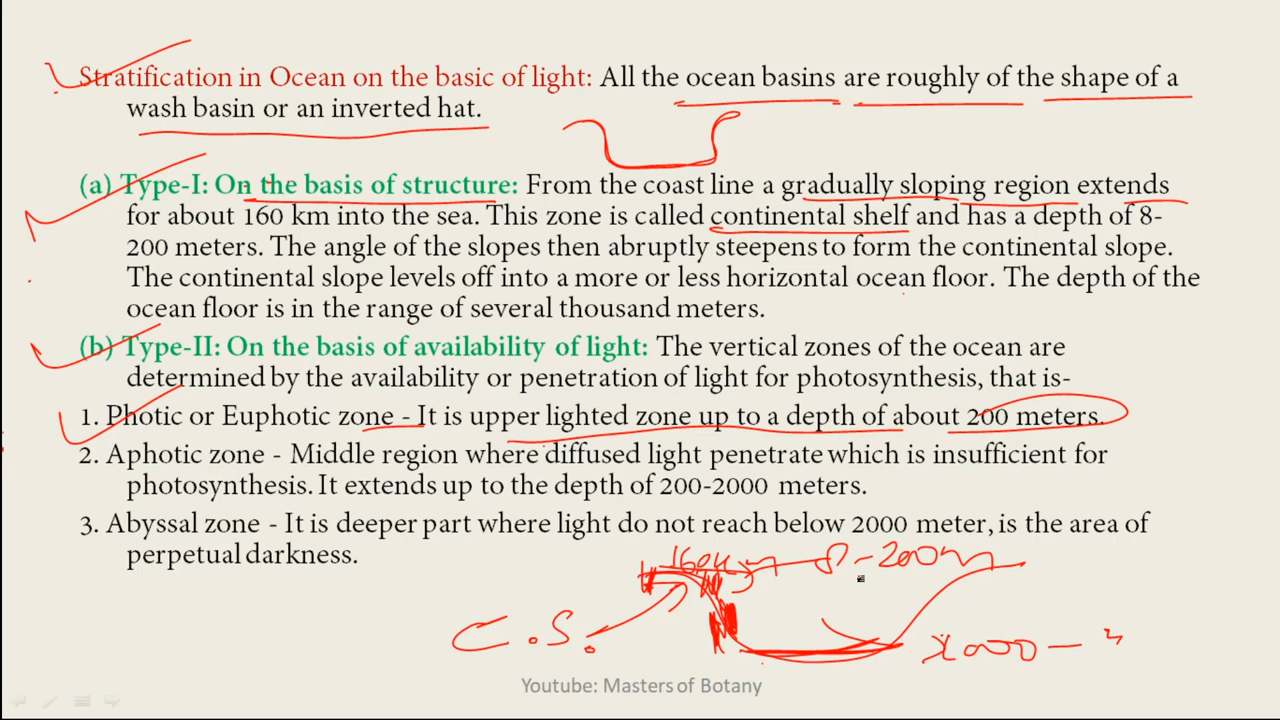 Stratification in Ocean on the basic of light: All the ocean basins are roughly of the shape of a
wash basin or an inverted hat.
(a) Type-I: On the basis of structure: From the coast line a gradually sloping region extends
for about 160 km into the sea. This zone is called continental shelf and has a depth of 8-
200 meters. The angle of the slopes then abruptly steepens to form the continental slope.
The continental slope levels off into a more or less horizontal ocean floor. The depth of the
ocean floor is in the range of several thousand meters.
(b) Type-II: On the basis of availability of light: The vertical zones of the ocean are
determined by the availability or penetration of light for photosynthesis, that is-
1. Photic or Euphotic zone - It is upper lighted zone up to a depth of about 200 meters.
2. Aphotic zone - Middle region where diffused light penetrate which is insufficient for
photosynthesis. It extends up to the depth of 200-2000 meters.
3. Abyssal zone - It is deeper part where light do not reach below 2000 meter, is the area of
perpetual darkness.
160km 8-200m
C.S.
Youtube: Masters of Botany